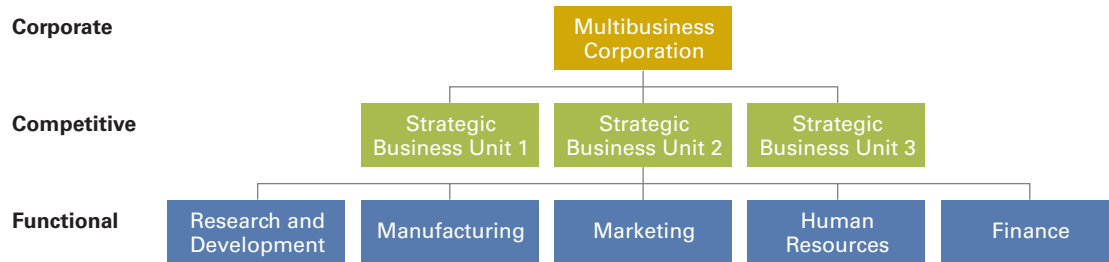 Corporate
Multibusiness
Corporation
Competitive
Strategic
Business Unit 1
Strategic
Business Unit 2
Strategic
Business Unit 3
Functional
Research and
Development
Manufacturing
Marketing
Human
Resources
Finance